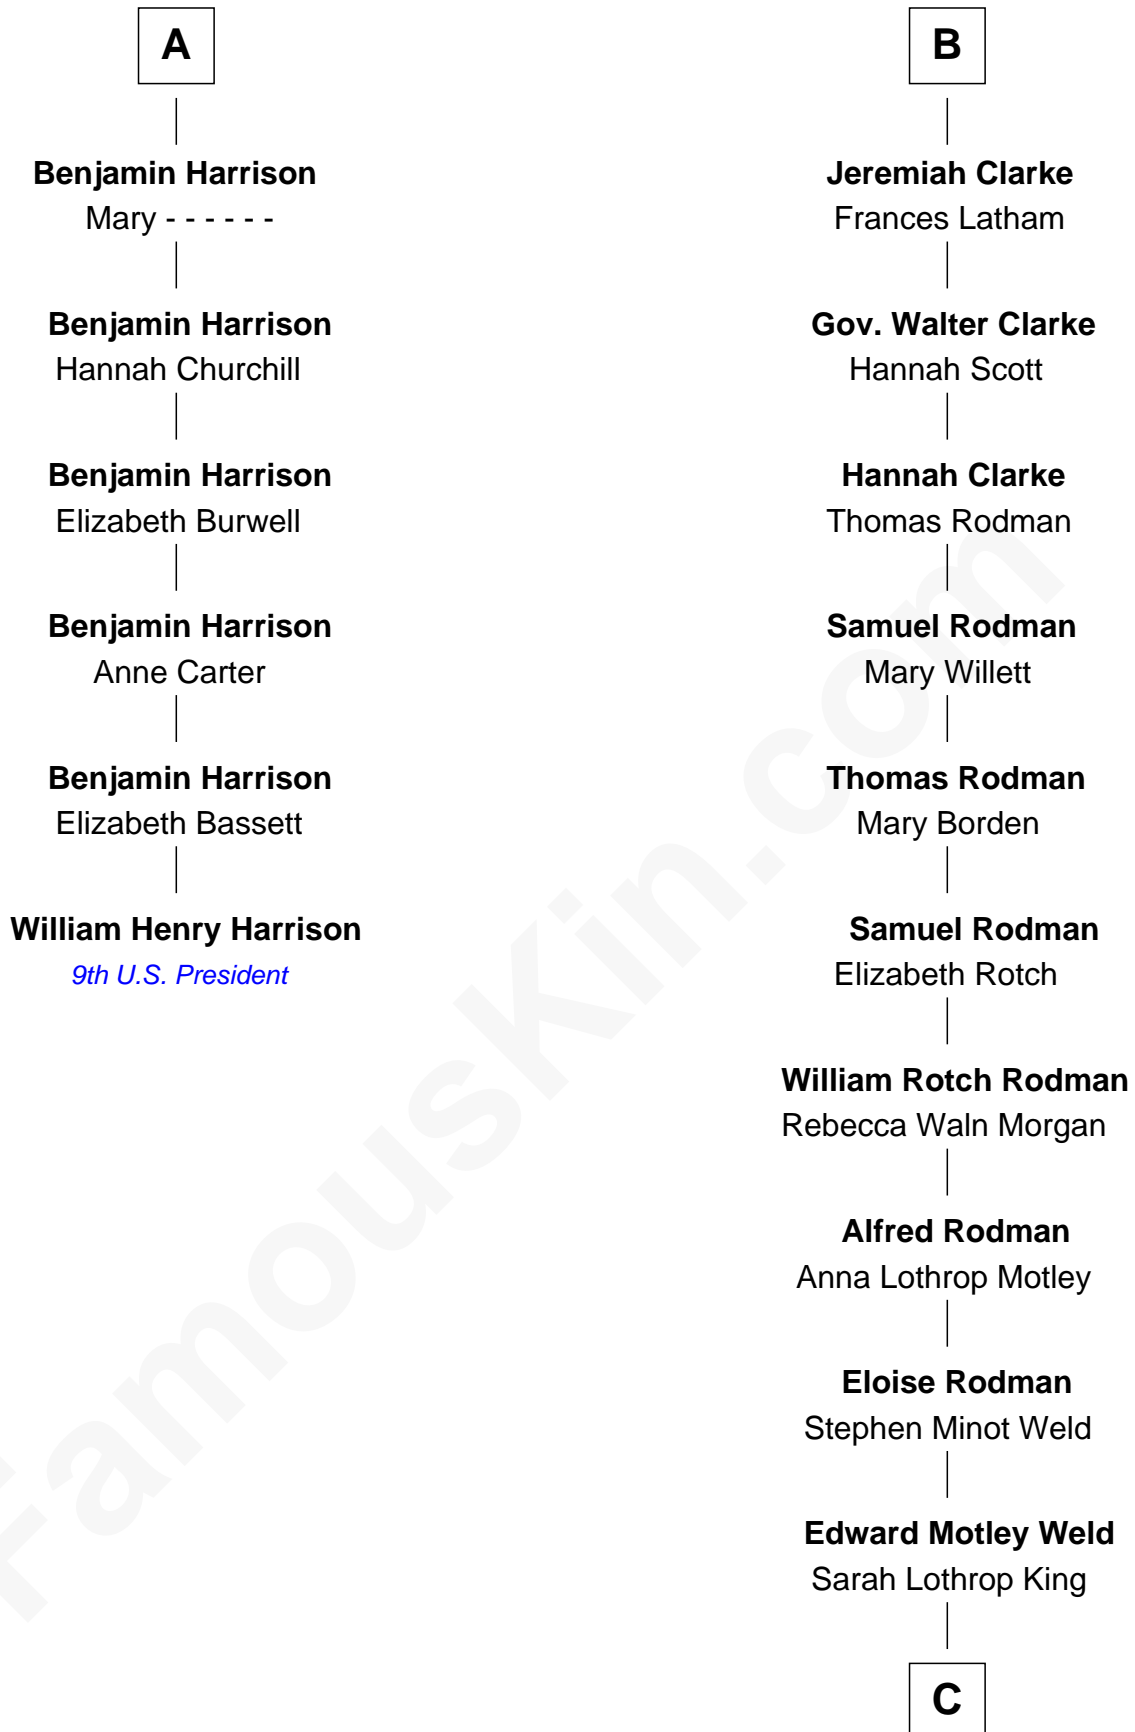 A
Benjamin Harrison
Mary - - - - - -
Benjamin Harrison
Hannah Churchill
Benjamin Harrison
Elizabeth Burwell
Benjamin Harrison
Anne Carter
Benjamin Harrison
Elizabeth Bassett
William Henry Harrison
9th U.S. President
B
Jeremiah Clarke
Frances Latham
Gov. Walter Clarke
Hannah Scott
Hannah Clarke
Thomas Rodman
Samuel Rodman
Mary Willett
Thomas Rodman
Mary Borden
Samuel Rodman
Elizabeth Rotch
William Rotch Rodman
Rebecca Waln Morgan
Alfred Rodman
Anna Lothrop Motley
Eloise Rodman
Stephen Minot Weld
Edward Motley Weld
Sarah Lothrop King
C
FamousKin.com